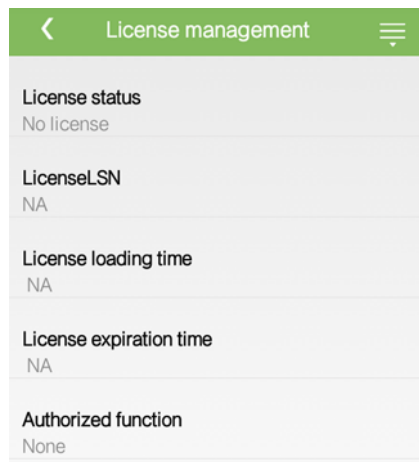 License management
License status
No license
LicenseLSN
NA
License loading time
NA
License expiration time
NA
Authorized function
None